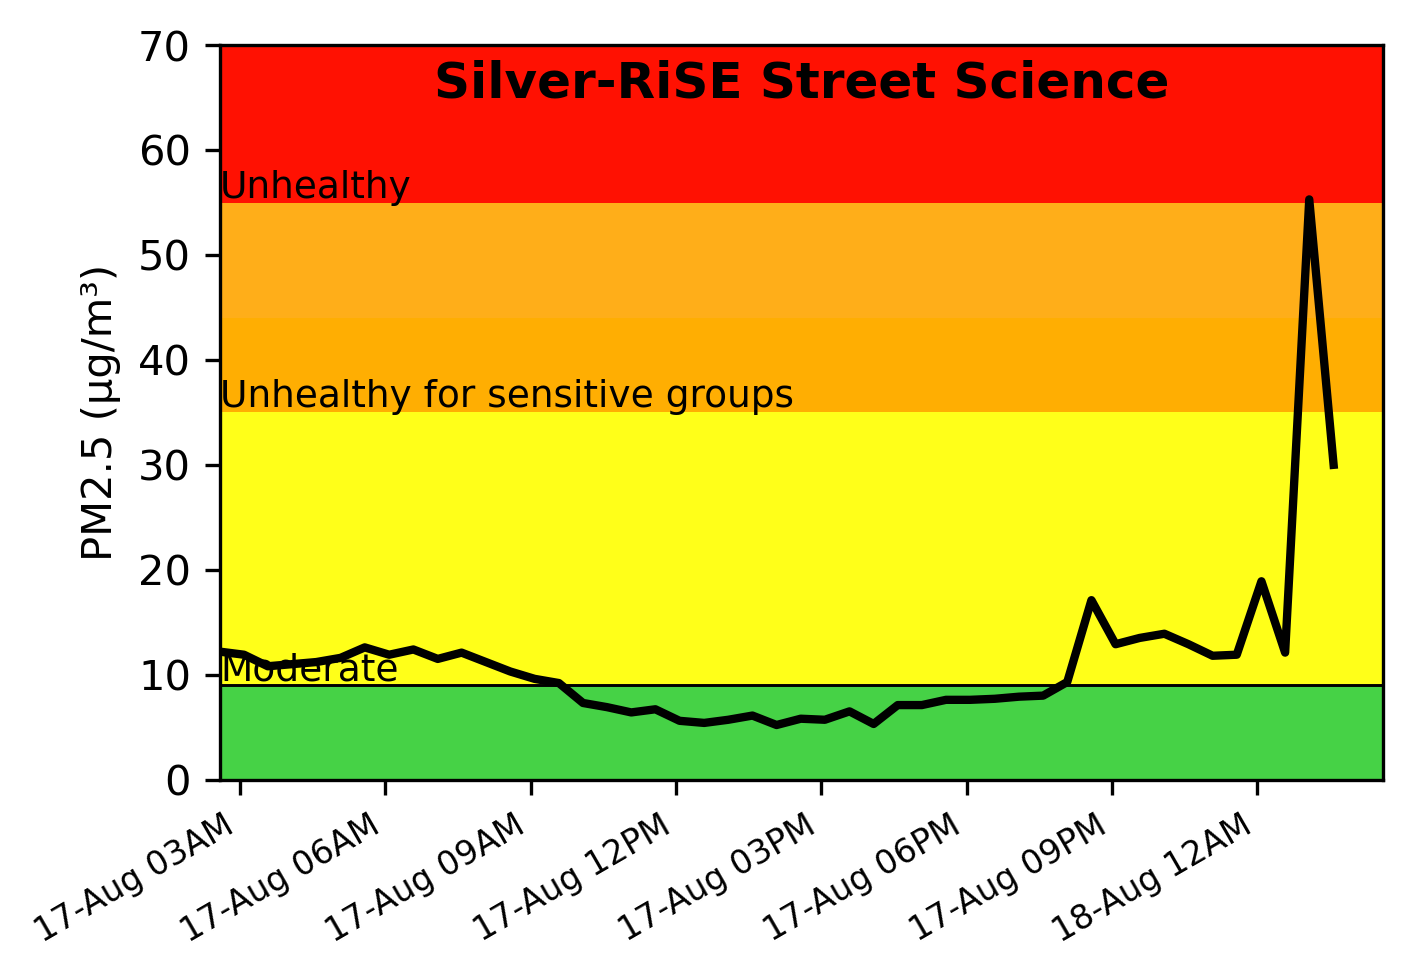 Silver-RiSE Street Science
70
60
50
40
30
20
10
0
PM2.5 (µg/m³)
Unhealthy
Unhealthy for sensitive groups
Moderate
17-Aug 03AM
17-Aug 06AM
17-Aug 09AM
17-Aug 12PM
17-Aug 03PM
17-Aug 06PM
17-Aug 09PM
18-Aug 12AM